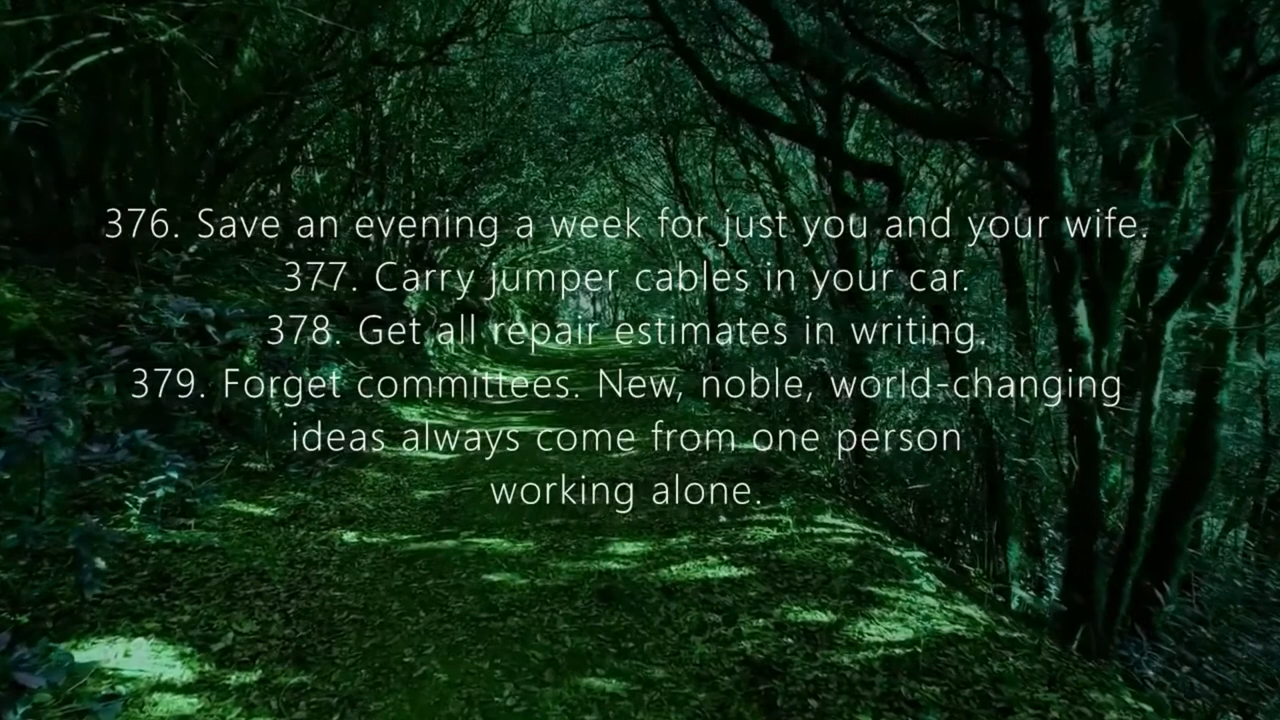 376. Save an evening a week for just you and your wife.
377. Carry jumper cables in your car.
378. Get all repair estimates in writing.
379. Forget committees. New, noble, world-changing
ideas always come from one person
working alone.